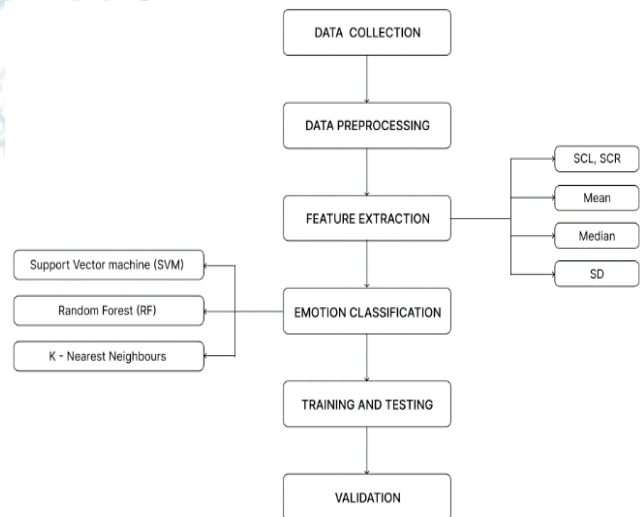 DATA COLLECTION
DATA PREPROCESSING
SCL, SCR
Mean
FEATURE EXTRACTION
Median
SD
Support Vector machine (SVM)
Random Forest (RF)
EMOTION CLASSIFICATION
K - Nearest Neighbours
TRAINING AND TESTING
VALIDATION